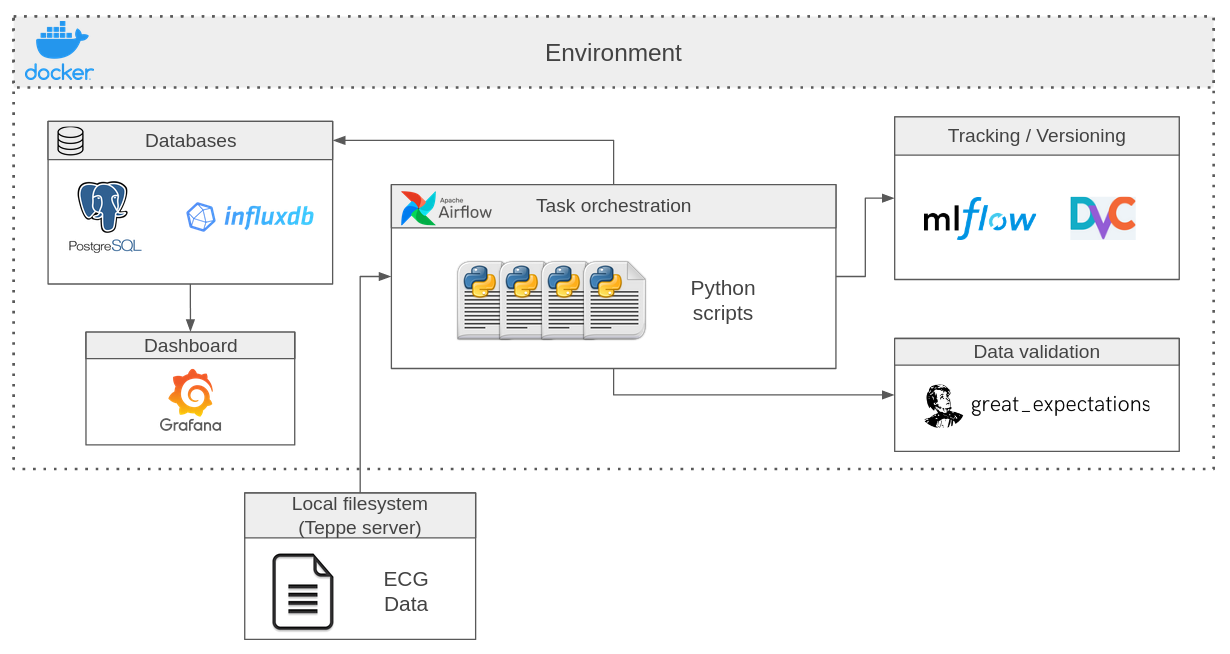 docker
Environment
Databases
PostgreSQL
influxdb
Dashboard
Grafana
Apache
Airflow
Task orchestration
Python
scripts
Tracking / Versioning
mlflow
DVC
Data validation
great_expectations
Local filesystem
(Teppe server)
ECG
Data